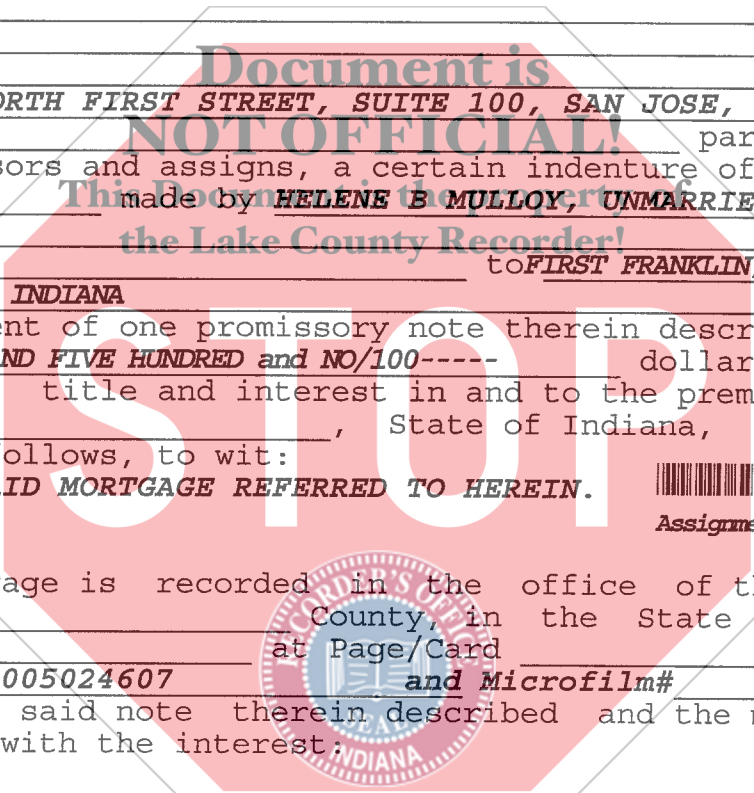 Document is
ORTH FIRST STREET, SUITE 100, SAN JOSE,
NOT OFFICIAL!
par
sors and assigns, a certain indenture of
This Document is the property of
made by HELENE B MULLOY, UNMARRIE
the Lake County Recorder!
to FIRST FRANKLIN,
INDIANA
ent of one promissory note therein descr
ND FIVE HUNDRED and NO/100----- dollar
title and interest in and to the prem
, State of Indiana,
STOP
ollows, to wit:
AID MORTGAGE REFERRED TO HEREIN.
Assignme
age is recorded in the office of th
County, in the State
at Page/Card
005024607 and Microfilm#
said note therein described and the m
with the interest:
RECORDER'S OFFICE
SEAL
INDIANA